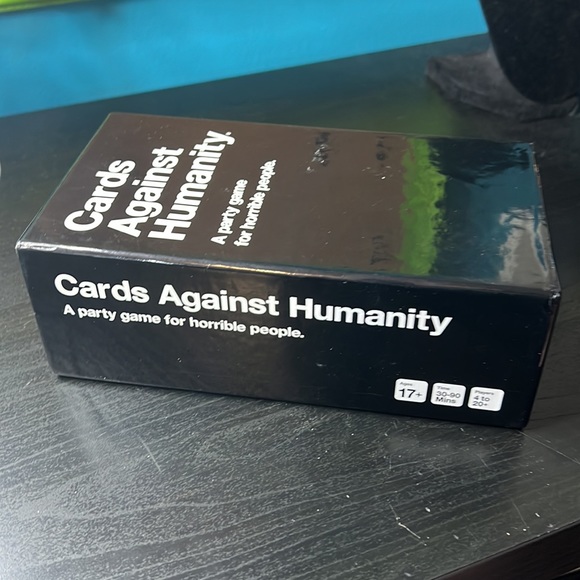 Cards
Against
Humanity.
A party game
for horrible people.
Cards Against Humanity
A party game for horrible people.
Ages:
17+
Time:
30-90
Mins
Players:
4 to
20+